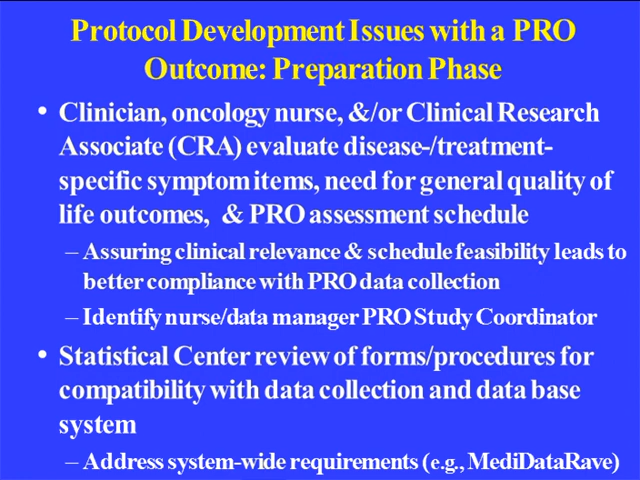 Protocol Development Issues with a PRO
Outcome: Preparation Phase
• Clinician, oncology nurse, &/or Clinical Research
Associate (CRA) evaluate disease-/treatment-
specific symptom items, need for general quality of
life outcomes, & PRO assessment schedule
– Assuring clinical relevance & schedule feasibility leads to
better compliance with PRO data collection
– Identify nurse/data manager PRO Study Coordinator
• Statistical Center review of forms/procedures for
compatibility with data collection and data base
system
– Address system-wide requirements (e.g., MediDataRave)